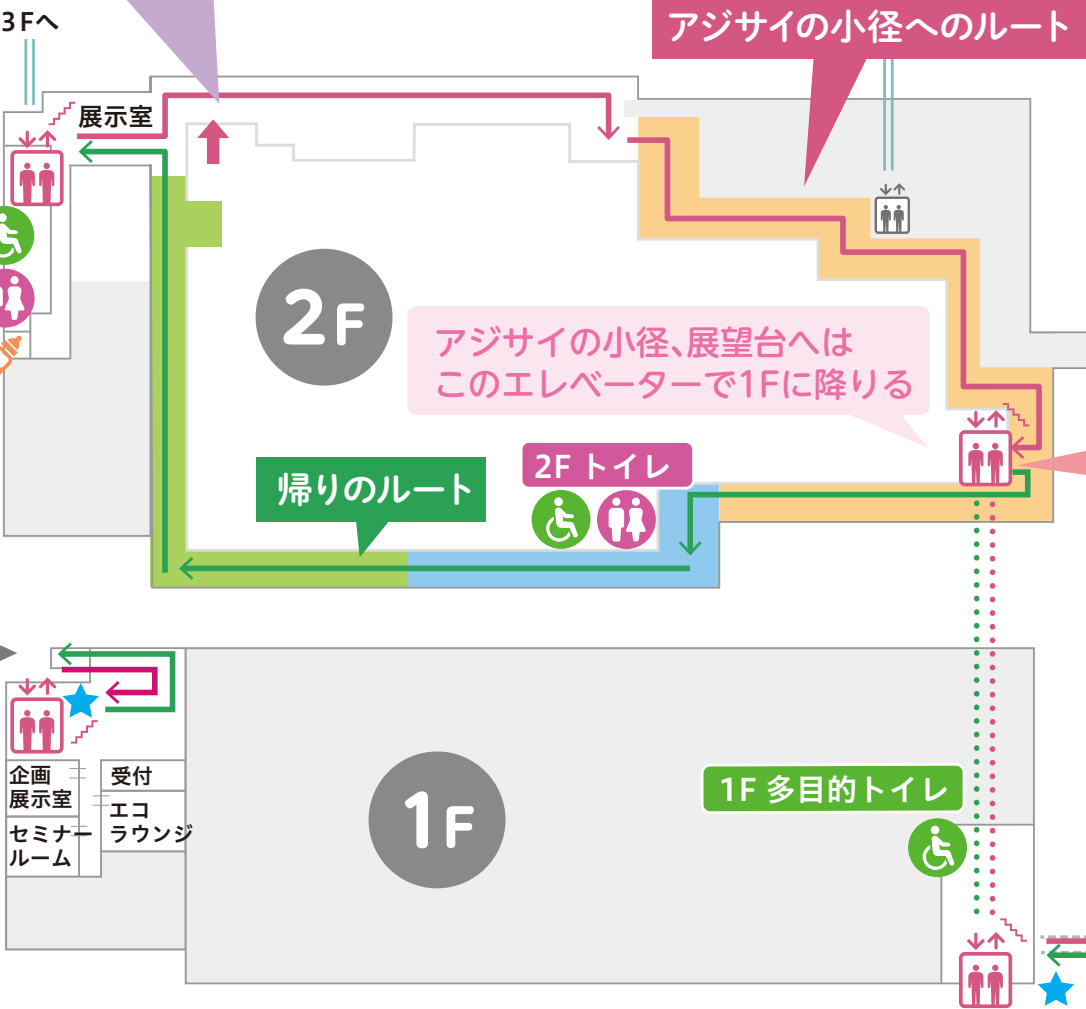 3Fへ
アジサイの小径へのルート
展示室
2F
アジサイの小径、展望台へは
このエレベーターで1Fに降りる
2F トイレ
帰りのルート
1F
1F 多目的トイレ
企画
展示室
受付
エコ
ラウンジ
セミナー
ルーム